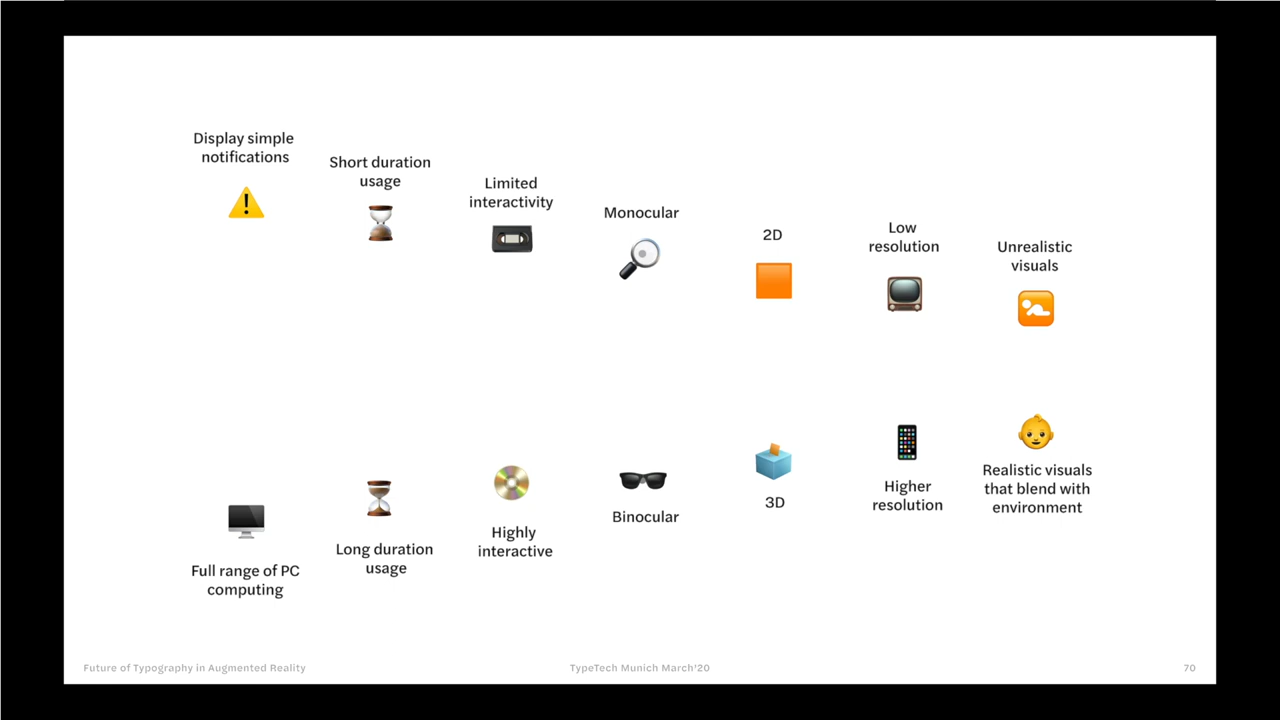 Display simple
notifications
Short duration
usage
Limited
interactivity
Monocular
2D
Low
resolution
Unrealistic
visuals
Full range of PC
computing
Long duration
usage
Highly
interactive
Binocular
3D
Higher
resolution
Realistic visuals
that blend with
environment
Future of Typography in Augmented Reality
TypeTech Munich March'20
70